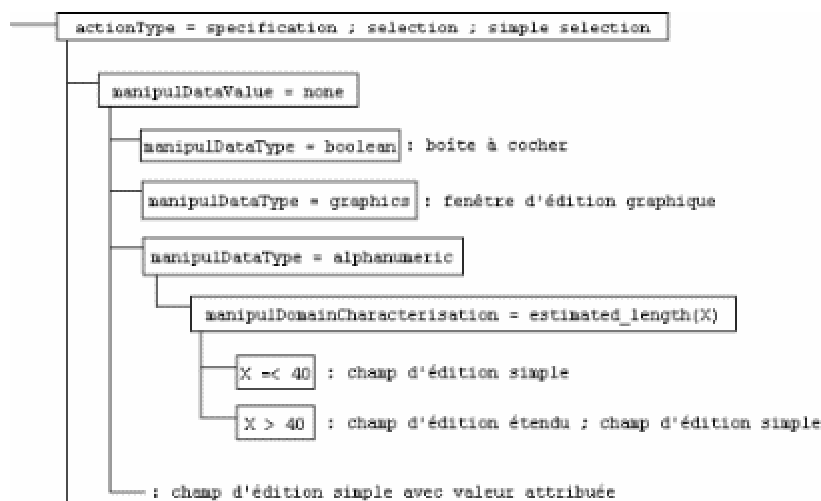 actionType = specification ; selection ; simple selection
manipulDataValue = none
manipulDataType = boolean : boîte à cocher
manipulDataType = graphics : fenêtre d'édition graphique
manipulDataType = alphanumeric
manipulDomainCharacterisation = estimated_length(X)
X =< 40 : champ d'édition simple
X > 40 : champ d'édition étendu ; champ d'édition simple
: champ d'édition simple avec valeur attribuée